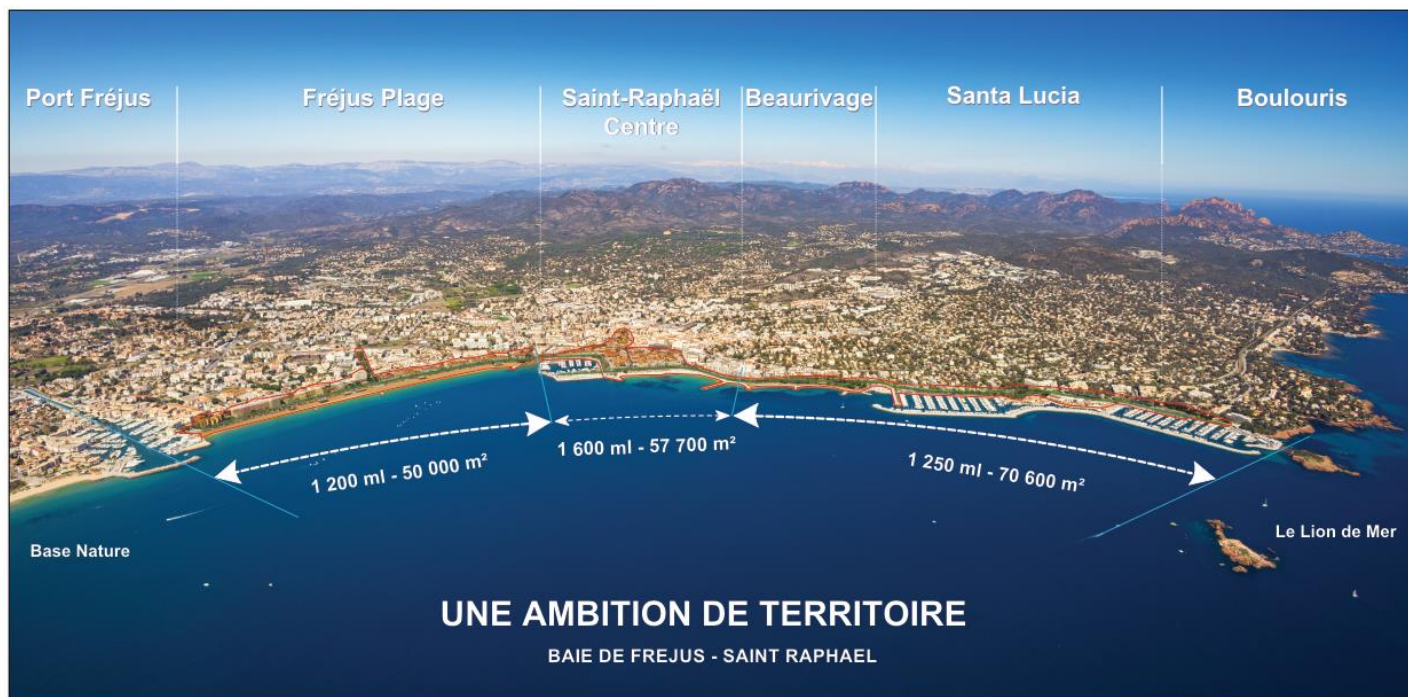 Port Fréjus
Fréjus Plage
Saint-Raphaël
Centre
Beaurivage
Santa Lucia
Boulouris
1 200 ml - 50 000 m²
1 600 ml - 57 700 m²
1 250 ml - 70 600 m²
Base Nature
Le Lion de Mer
UNE AMBITION DE TERRITOIRE
BAIE DE FREJUS - SAINT RAPHAEL